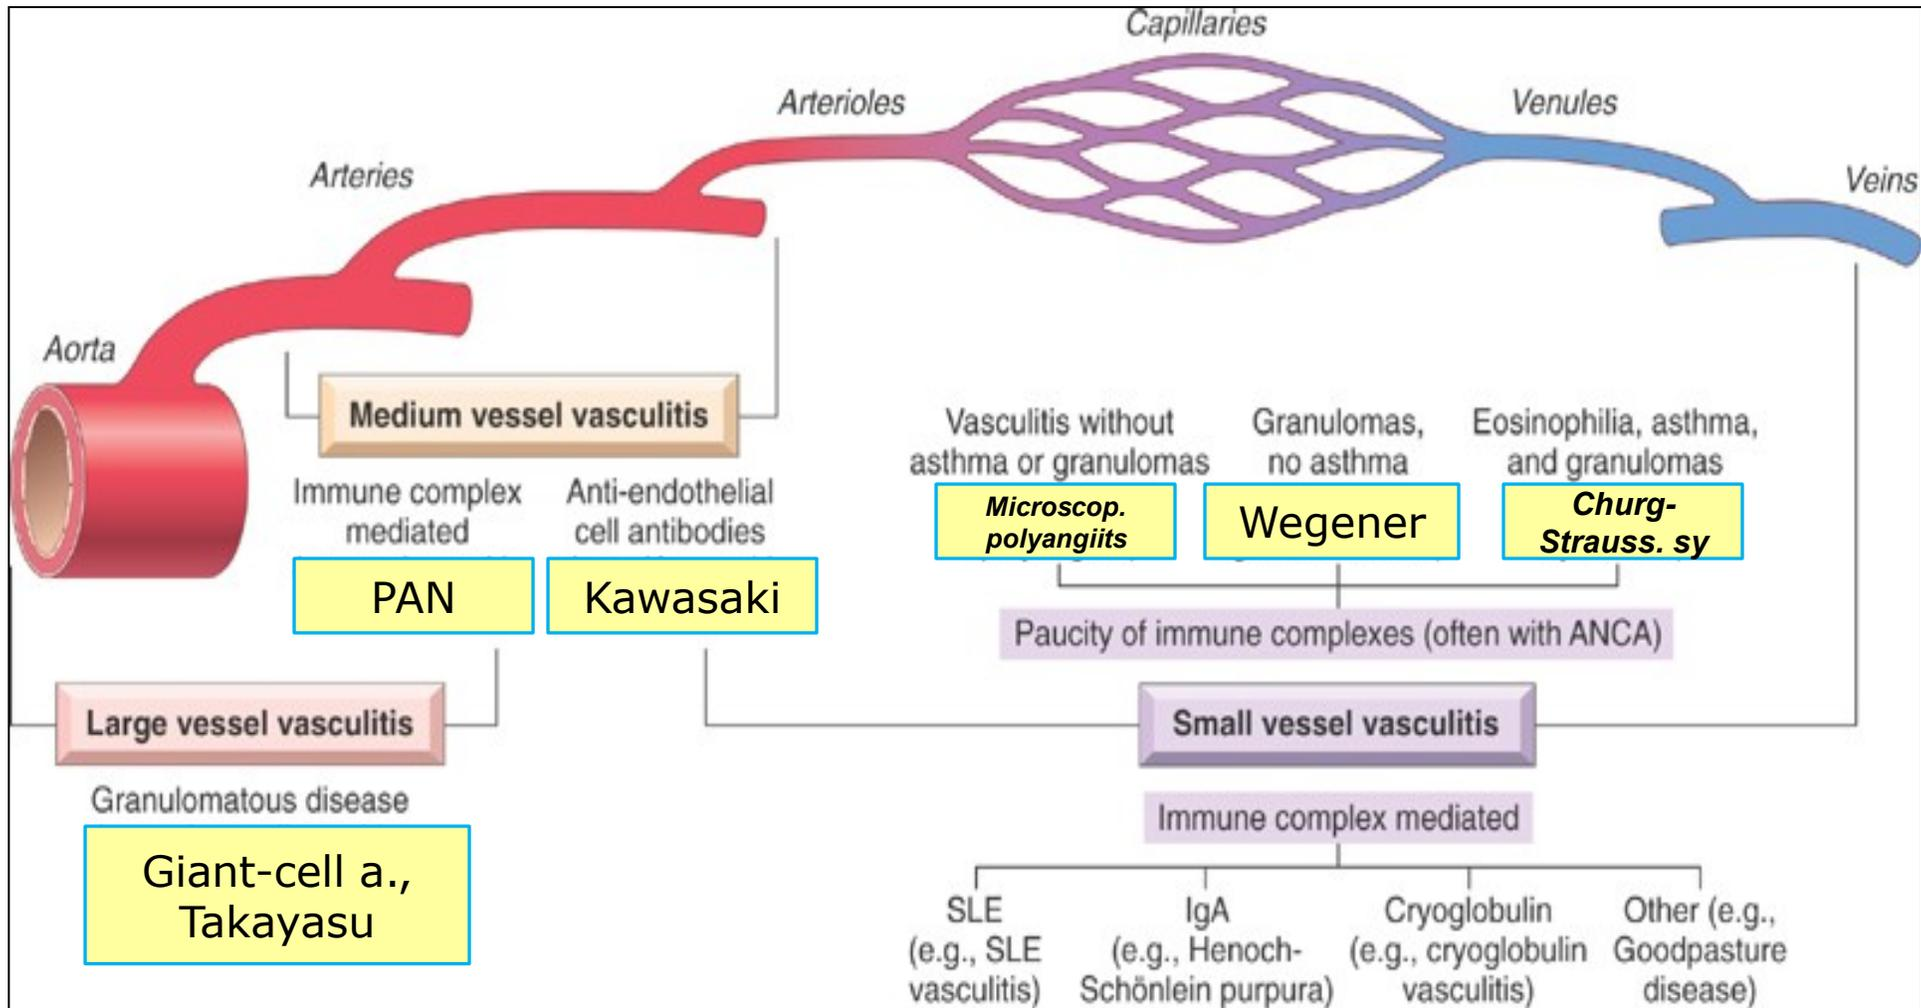 Capillaries
Arterioles
Venules
Arteries
Veins
Aorta
Medium vessel vasculitis
Immune complex
mediated
PAN
Anti-endothelial
cell antibodies
Kawasaki
Vasculitis without
asthma or granulomas
Microscop.
polyangiits
Granulomas,
no asthma
Wegener
Eosinophilia, asthma,
and granulomas
Churg-
Strauss. sy
Paucity of immune complexes (often with ANCA)
Large vessel vasculitis
Granulomatous disease
Giant-cell a.,
Takayasu
Small vessel vasculitis
Immune complex mediated
SLE
(e.g., SLE
vasculitis)
IgA
(e.g., Henoch-
Schönlein purpura)
Cryoglobulin
(e.g., cryoglobulin
vasculitis)
Other (e.g.,
Goodpasture
disease)